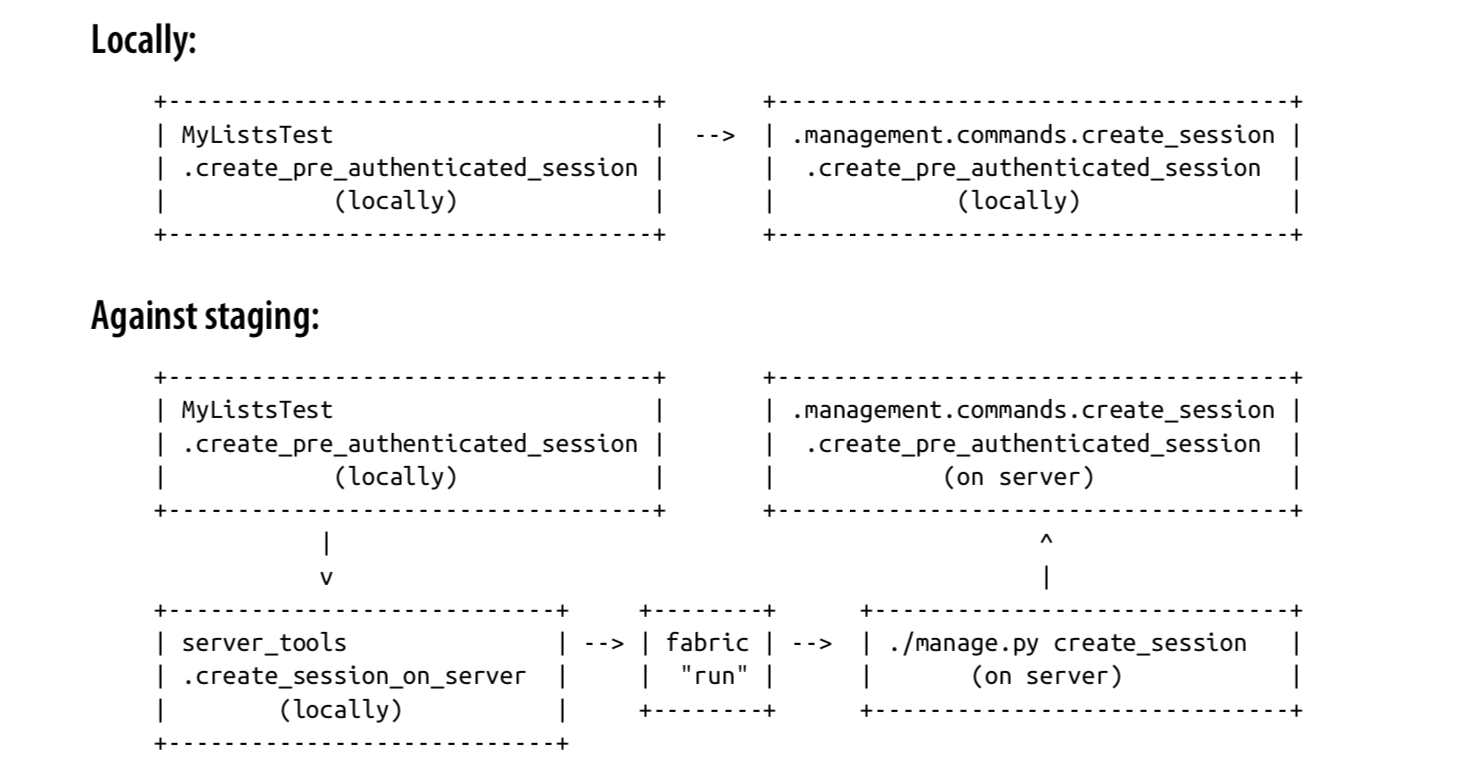 Locally:
+-----------------------------------+       +-------------------------------------+
| MyListsTest                       |  -->  | .management.commands.create_session |
| .create_pre_authenticated_session |       |  .create_pre_authenticated_session  |
|            (locally)              |       |             (locally)               |
+-----------------------------------+       +-------------------------------------+
Against staging:
+-----------------------------------+       +-------------------------------------+
| MyListsTest                       |       | .management.commands.create_session |
| .create_pre_authenticated_session |       |  .create_pre_authenticated_session  |
|            (locally)              |       |            (on server)              |
+-----------------------------------+       +-------------------------------------+
            |                                                   ^
            v                                                   |
+----------------------------+     +--------+      +------------------------------+
| server_tools               | --> | fabric | -->  | ./manage.py create_session   |
| .create_session_on_server  |     |  "run" |      |       (on server)            |
|        (locally)           |     +--------+      +------------------------------+
+----------------------------+